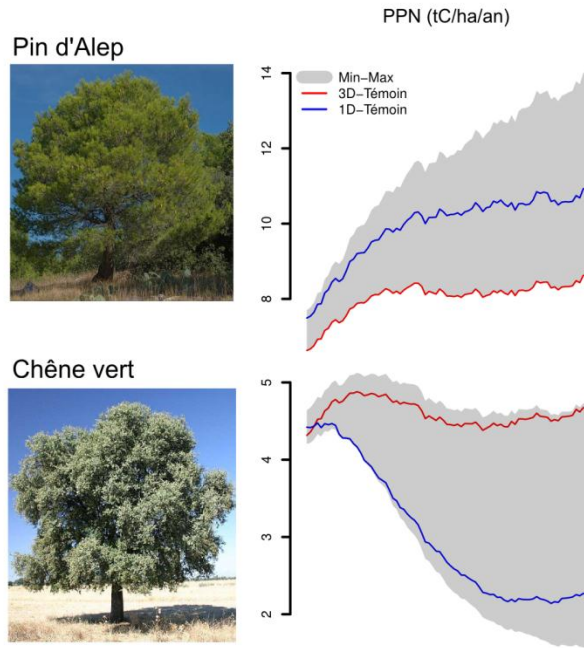 PPN (tC/ha/an)
Pin d'Alep
14
12
10
8
Min-Max
3D-Témoin
1D-Témoin
Chêne vert
5
4
3
2